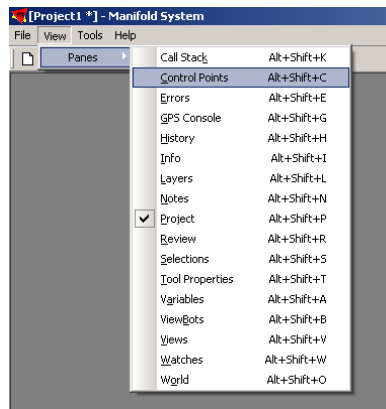 [Project1 *] - Manifold System
File View Tools Help
Panes
Call Stack Alt+Shift+K
Control Points Alt+Shift+C
Errors Alt+Shift+E
GPS Console Alt+Shift+G
History Alt+Shift+H
Info Alt+Shift+I
Layers Alt+Shift+L
Notes Alt+Shift+N
Project Alt+Shift+P
Review Alt+Shift+R
Selections Alt+Shift+S
Tool Properties Alt+Shift+T
Variables Alt+Shift+A
ViewBots Alt+Shift+B
Views Alt+Shift+V
Watches Alt+Shift+W
World Alt+Shift+O